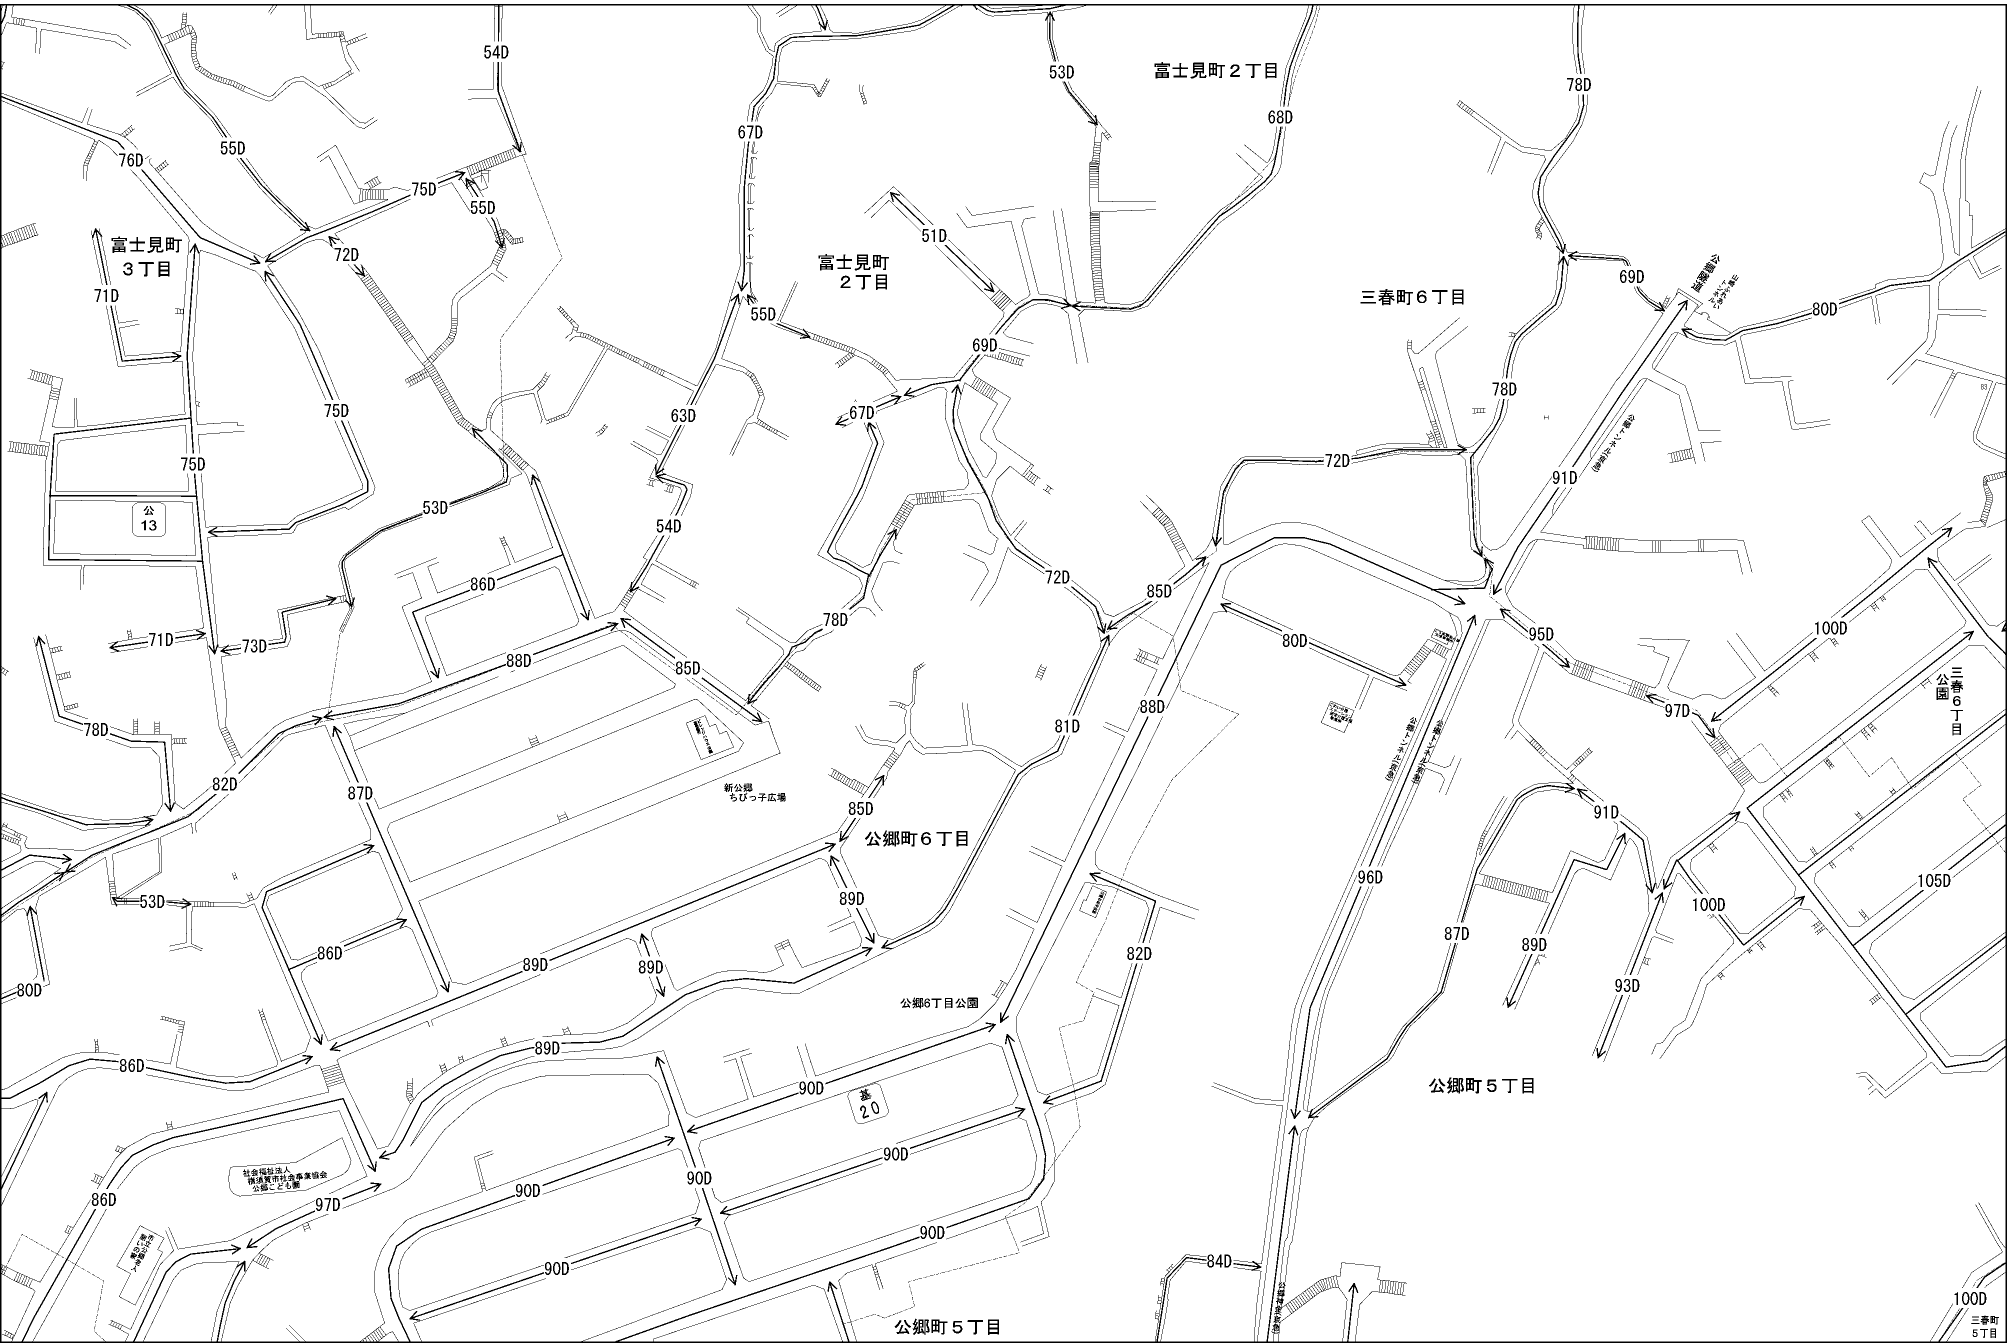 54D
53D
富士見町２丁目
78D
67D
68D
55D
76D
75D
55D
51D
富士見町
３丁目
72D
富士見町
２丁目
69D
公郷隧道
三春町６丁目
71D
55D
80D
69D
78D
75D
63D
67D
72D
75D
91D
公
13
53D
54D
86D
72D
85D
71D
73D
78D
95D
100D
80D
88D
85D
三春６丁目
公園
97D
88D
78D
81D
82D
87D
新公郷
ちびっ子広場
85D
公郷町６丁目
91D
96D
105D
53D
89D
100D
87D
89D
86D
82D
89D
89D
93D
80D
公郷6丁目公園
89D
86D
90D
基
20
公郷町５丁目
90D
社会福祉法人
横須賀市社会事業協会
公郷こども園
90D
90D
86D
97D
90D
90D
84D
100D
公郷町５丁目
三春町
５丁目